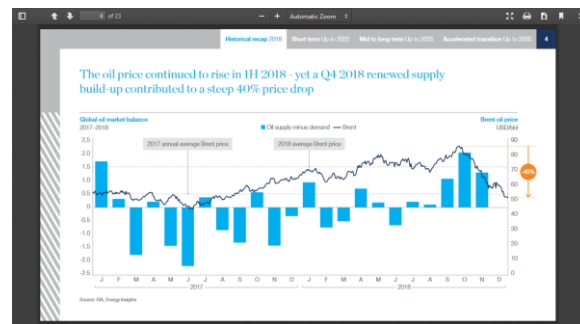 4 of 23
− + Automatic Zoom
Historical recap 2018 Short term Up to 2022 Mid to long term Up to 2035 Accelerated transition Up to 2035 4
The oil price continued to rise in 1H 2018 - yet a Q4 2018 renewed supply
build-up contributed to a steep 40% price drop
Global oil market balance
2017–2018
Oil supply minus demand Brent
Brent oil price
USD/bbl
2017 annual average Brent price
2018 average Brent price
2.5
2.0
1.5
1.0
0.5
0
-0.5
-1.0
-1.5
-2.0
-2.5
90
80
70
60
50
40
30
20
10
0
-40%
J F M A M J J A S O N D J F M A M J J A S O N D
2017 2018
Source: EIA, Energy Insights